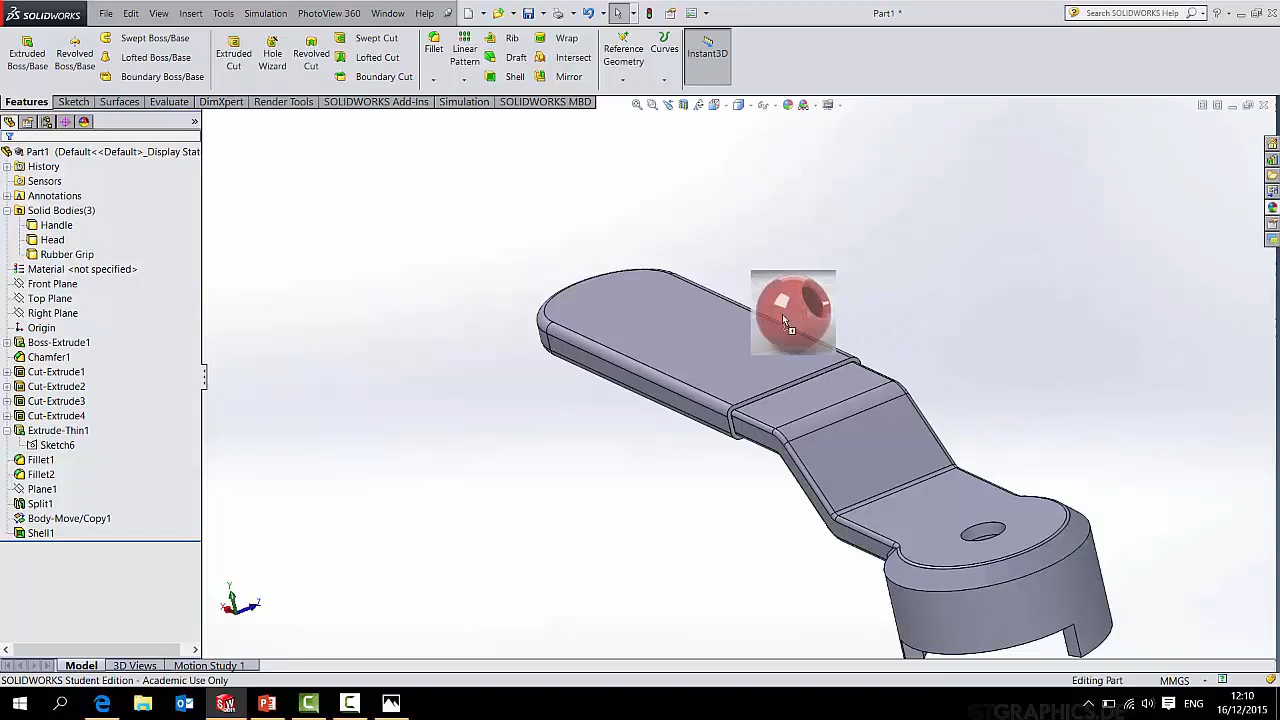 SOLIDWORKS
File Edit View Insert Tools Simulation PhotoView 360 Window Help
Part1 *
Search SOLIDWORKS Help
Extruded Boss/Base
Revolved Boss/Base
Swept Boss/Base
Lofted Boss/Base
Boundary Boss/Base
Extruded Cut
Hole Wizard
Revolved Cut
Swept Cut
Lofted Cut
Boundary Cut
Fillet
Linear Pattern
Rib
Draft
Shell
Wrap
Intersect
Mirror
Reference Geometry
Curves
Instant3D
Features Sketch Surfaces Evaluate DimXpert Render Tools SOLIDWORKS Add-Ins Simulation SOLIDWORKS MBD
Part1 (Default<<Default>_Display Stat
History
Sensors
Annotations
Solid Bodies(3)
Handle
Head
Rubber Grip
Material <not specified>
Front Plane
Top Plane
Right Plane
Origin
Boss-Extrude1
Chamfer1
Cut-Extrude1
Cut-Extrude2
Cut-Extrude3
Cut-Extrude4
Extrude-Thin1
Sketch6
Fillet1
Fillet2
Plane1
Split1
Body-Move/Copy1
Shell1
Y
X
Z
Model 3D Views Motion Study 1
SOLIDWORKS Student Edition - Academic Use Only
Editing Part
MMGS
ENG
12:10
16/12/2015